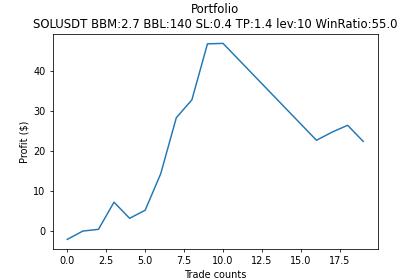 Portfolio
SOLUSDT BBM:2.7 BBL:140 SL:0.4 TP:1.4 lev:10 WinRatio:55.0
Profit ($)
40
30
20
10
0
0.0 2.5 5.0 7.5 10.0 12.5 15.0 17.5
Trade counts